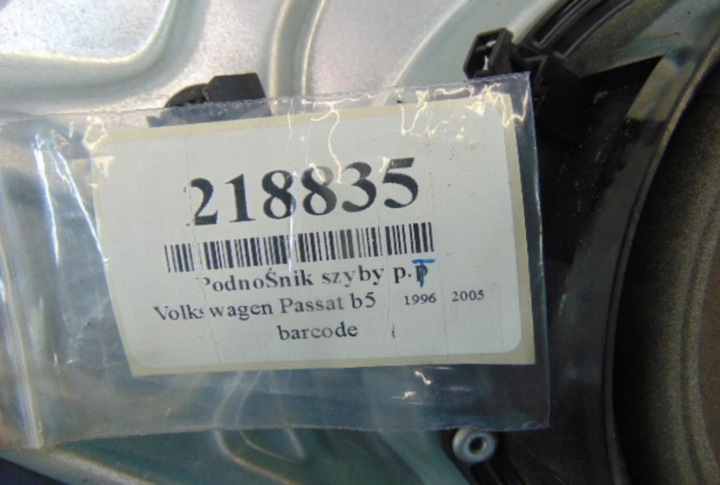 218835
PodnoŚnik szyby p.T
Volkswagen Passat b5 1996 2005
barcode